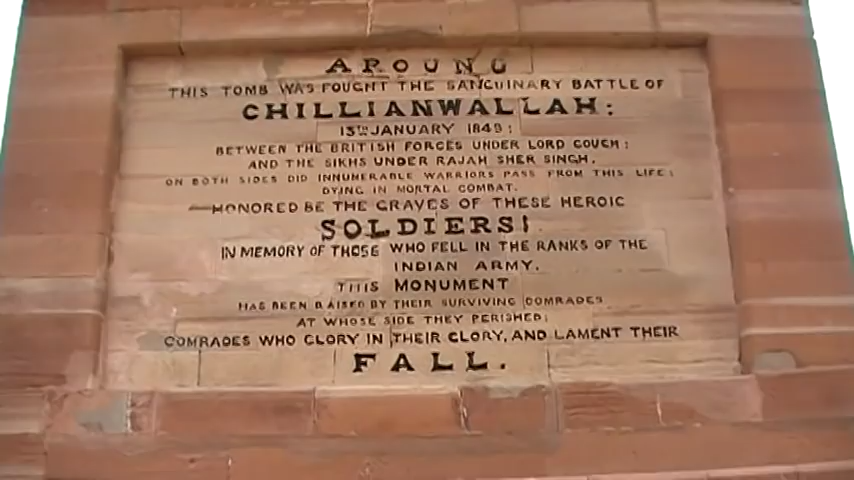 AROUND
THIS TOMB WAS FOUGHT THE SANGUINARY BATTLE OF
CHILLIANWALLAH:
13TH JANUARY 1849:
BETWEEN THE BRITISH FORCES UNDER LORD GOUGH:
AND THE SIKHS UNDER RAJAH SHER SINGH.
ON BOTH SIDES DID INNUMERABLE WARRIORS PASS FROM THIS LIFE:
DYING IN MORTAL COMBAT.
—HONORED BE THE GRAVES OF THESE HEROIC
SOLDIERS!
IN MEMORY OF THOSE WHO FELL IN THE RANKS OF THE
INDIAN ARMY.
THIS MONUMENT
HAS BEEN RAISED BY THEIR SURVIVING COMRADES
AT WHOSE SIDE THEY PERISHED:
COMRADES WHO GLORY IN THEIR GLORY, AND LAMENT THEIR
FALL.